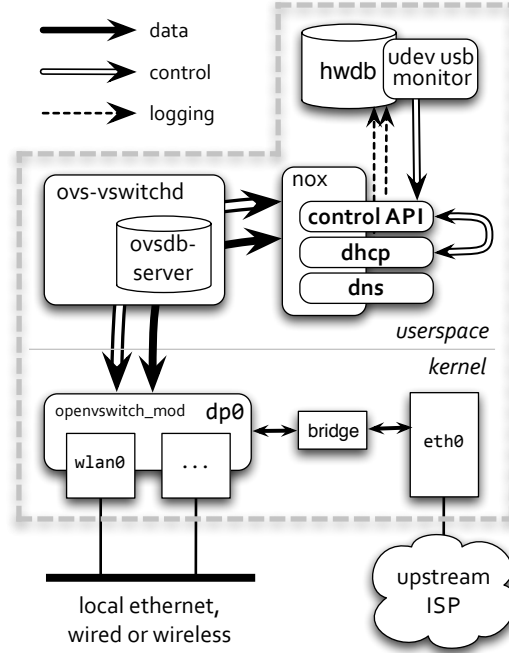 data
control
logging
hwdb
udev usb
monitor
ovs-vswitchd
ovsdb-
server
nox
control API
dhcp
dns
userspace
kernel
openvswitch_mod
dp0
wlan0
...
bridge
eth0
local ethernet,
wired or wireless
upstream
ISP